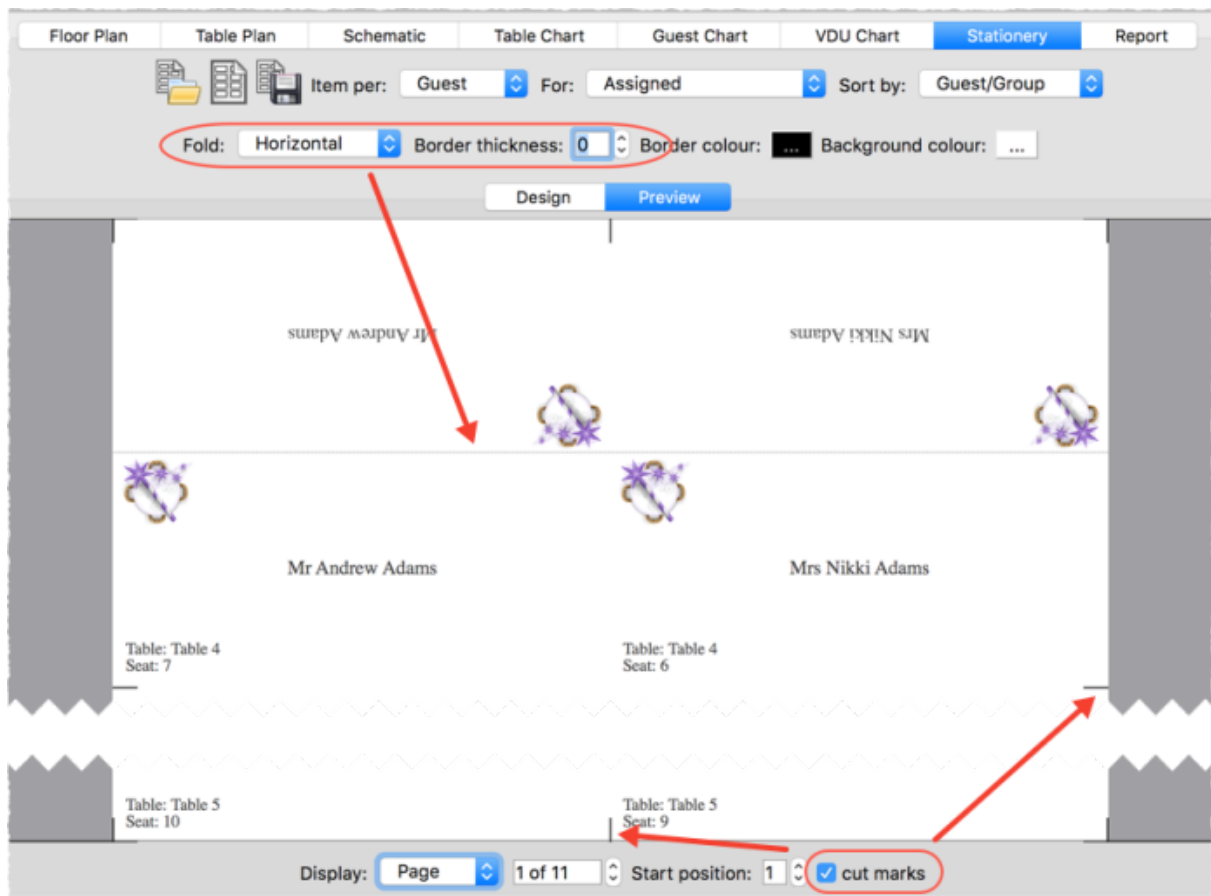 Floor Plan Table Plan Schematic Table Chart Guest Chart VDU Chart Stationery Report
Item per: Guest For: Assigned Sort by: Guest/Group
Fold: Horizontal Border thickness: 0 Border colour: ... Background colour: ...
Design Preview
Mr Andrew Adams Mrs Nikki Adams
Mr Andrew Adams Mrs Nikki Adams
Table: Table 4 Table: Table 4
Seat: 7 Seat: 6
Table: Table 5 Table: Table 5
Seat: 10 Seat: 9
Display: Page 1 of 11 Start position: 1 cut marks